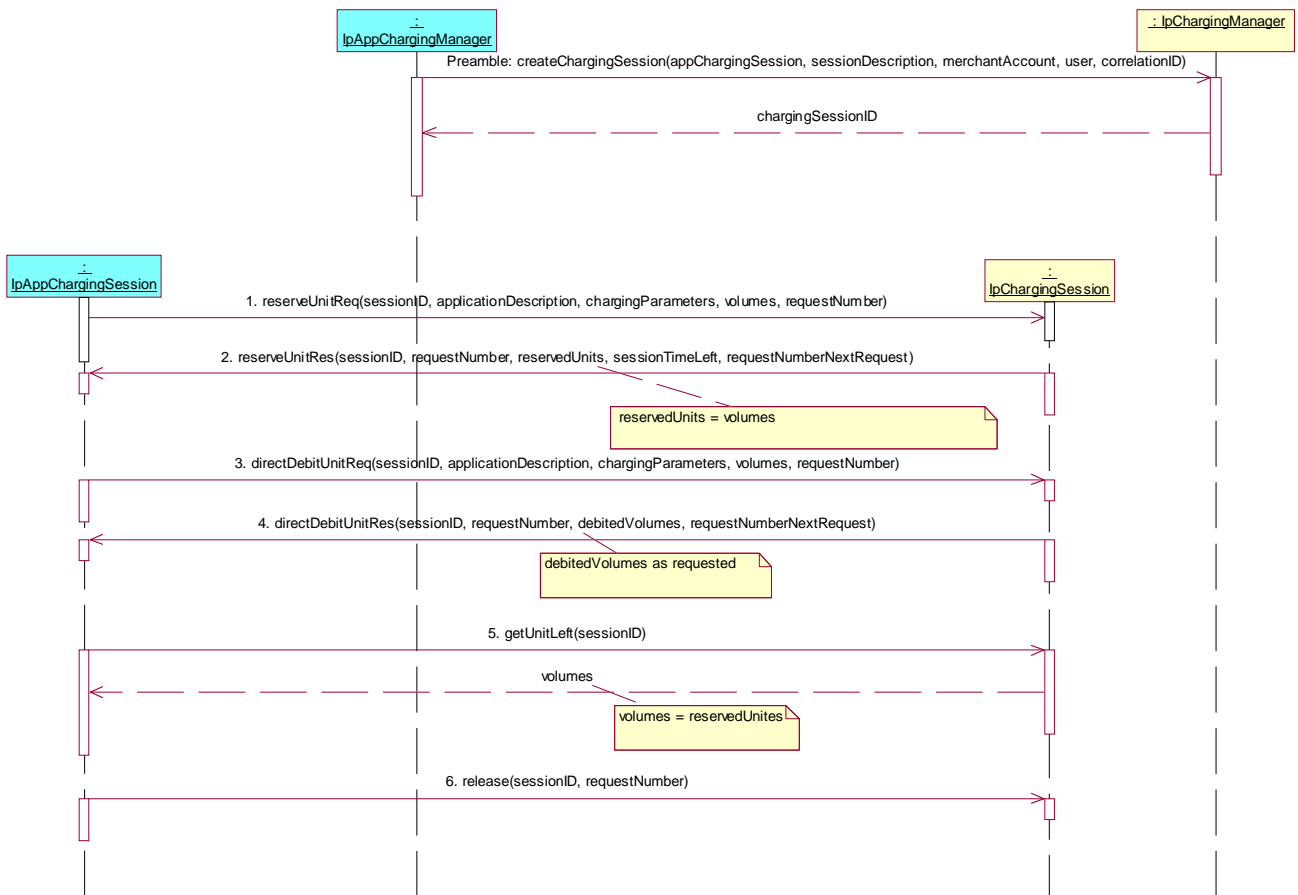 :
IpAppChargingManager
: IpChargingManager
Preamble: createChargingSession(appChargingSession, sessionDescription, merchantAccount, user, correlationID)
chargingSessionID
:
IpAppChargingSession
:
IpChargingSession
1. reserveUnitReq(sessionID, applicationDescription, chargingParameters, volumes, requestNumber)
2. reserveUnitRes(sessionID, requestNumber, reservedUnits, sessionTimeLeft, requestNumberNextRequest)
reservedUnits = volumes
3. directDebitUnitReq(sessionID, applicationDescription, chargingParameters, volumes, requestNumber)
4. directDebitUnitRes(sessionID, requestNumber, debitedVolumes, requestNumberNextRequest)
debitedVolumes as requested
5. getUnitLeft(sessionID)
volumes
volumes = reservedUnites
6. release(sessionID, requestNumber)